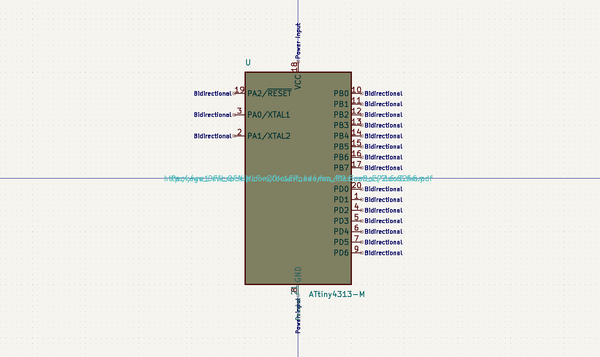 Power Input
18
U
VCC
Bidirectional 19 PA2/RESET
PB0 10 Bidirectional
PB1 11 Bidirectional
Bidirectional 3 PA0/XTAL1
PB2 12 Bidirectional
PB3 13 Bidirectional
Bidirectional 2 PA1/XTAL2
PB4 14 Bidirectional
PB5 15 Bidirectional
PB6 16 Bidirectional
PB7 17 Bidirectional
PD0 20 Bidirectional
PD1 1 Bidirectional
PD2 4 Bidirectional
PD3 5 Bidirectional
PD4 6 Bidirectional
PD5 7 Bidirectional
PD6 9 Bidirectional
GND
ATtiny4313-M
Power Input